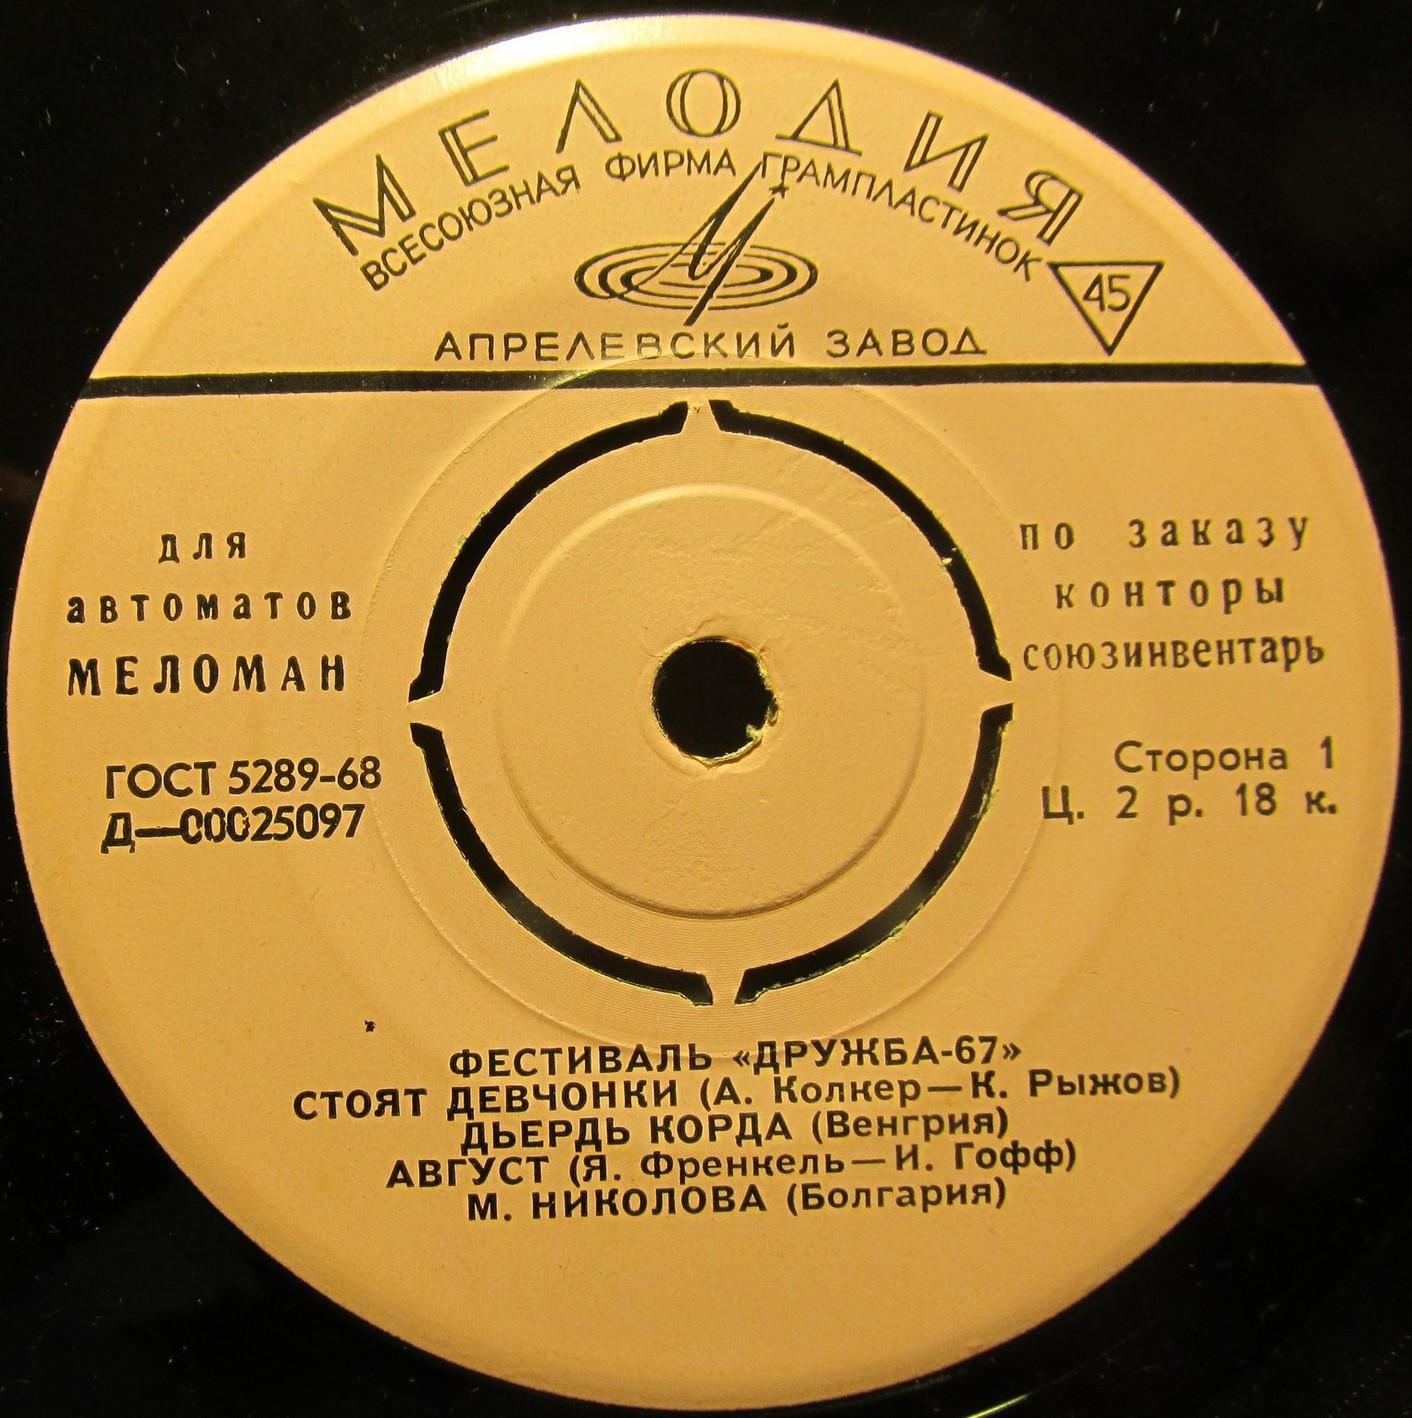 МЕЛОДИЯ
ВСЕСОЮЗНАЯ ФИРМА ГРАМПЛАСТИНОК
45
АПРЕЛЕВСКИЙ ЗАВОД
для
автоматов
МЕЛОМАН
по заказу
конторы
союзинвентарь
ГОСТ 5289-68
Д—00025097
Сторона 1
Ц. 2 р. 18 к.
ФЕСТИВАЛЬ «ДРУЖБА-67»
СТОЯТ ДЕВЧОНКИ (А. Колкер—К. Рыжов)
ДЬЕРДЬ КОРДА (Венгрия)
АВГУСТ (Я. Френкель—И. Гофф)
М. НИКОЛОВА (Болгария)